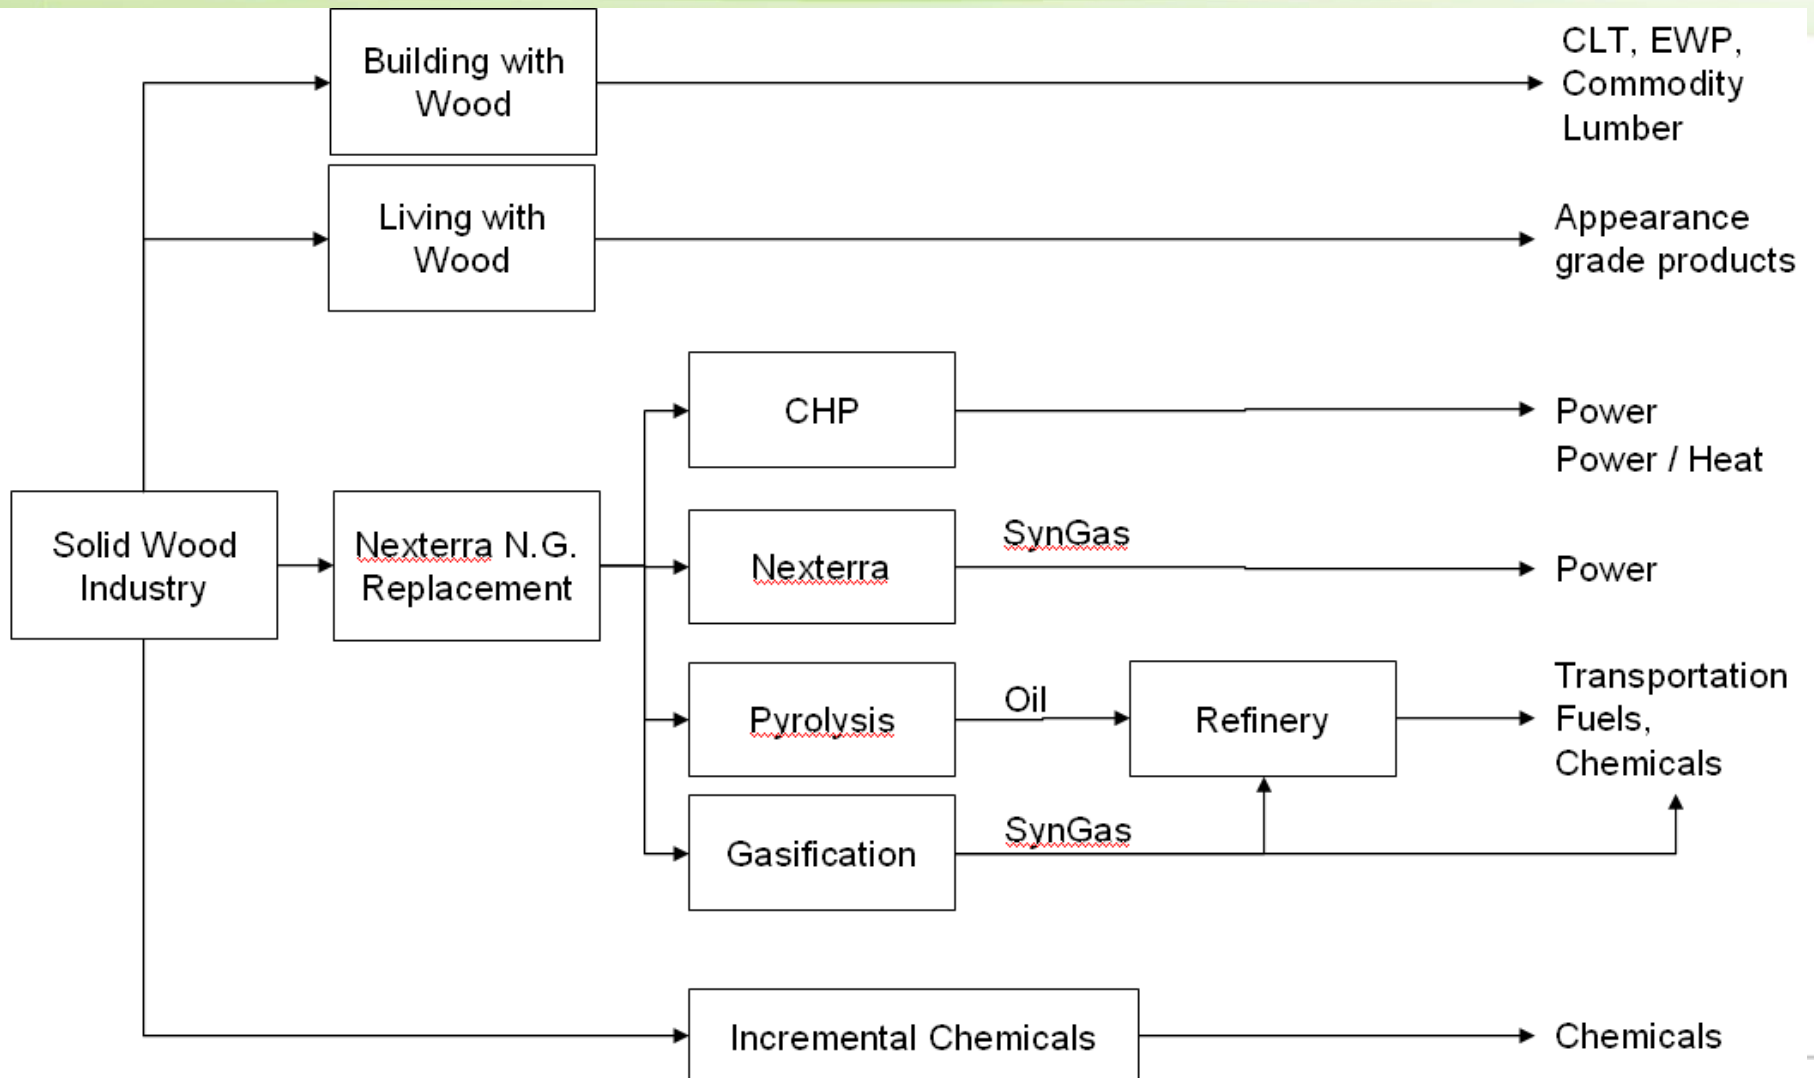 Building with
Wood
CLT, EWP,
Commodity
Lumber
Living with
Wood
Appearance
grade products
CHP
Power
Power / Heat
Solid Wood
Industry
Nexterra N.G.
Replacement
Nexterra
SynGas
Power
Pyrolysis
Oil
Refinery
Transportation
Fuels,
Chemicals
Gasification
SynGas
Incremental Chemicals
Chemicals